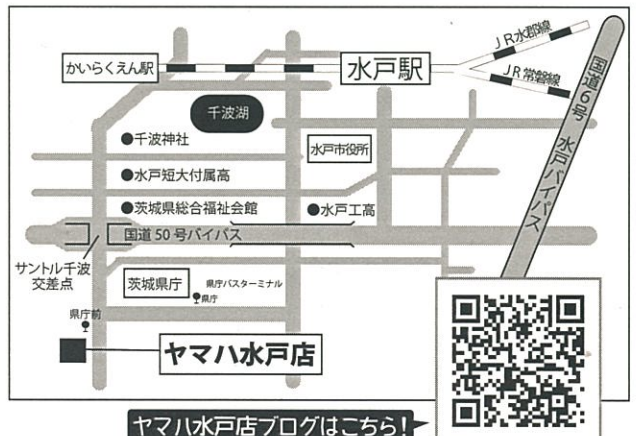 JR水郡線
かいらくえん駅
水戸駅
JR常磐線
国道6号 水戸バイパス
千波湖
●千波神社
水戸市役所
●水戸短大付属高
●茨城県総合福祉会館
●水戸工高
国道50号バイパス
サントル千波
交差点
茨城県庁
県庁バスターミナル
県庁
県庁前
ヤマハ水戸店
ヤマハ水戸店ブログはこちら!